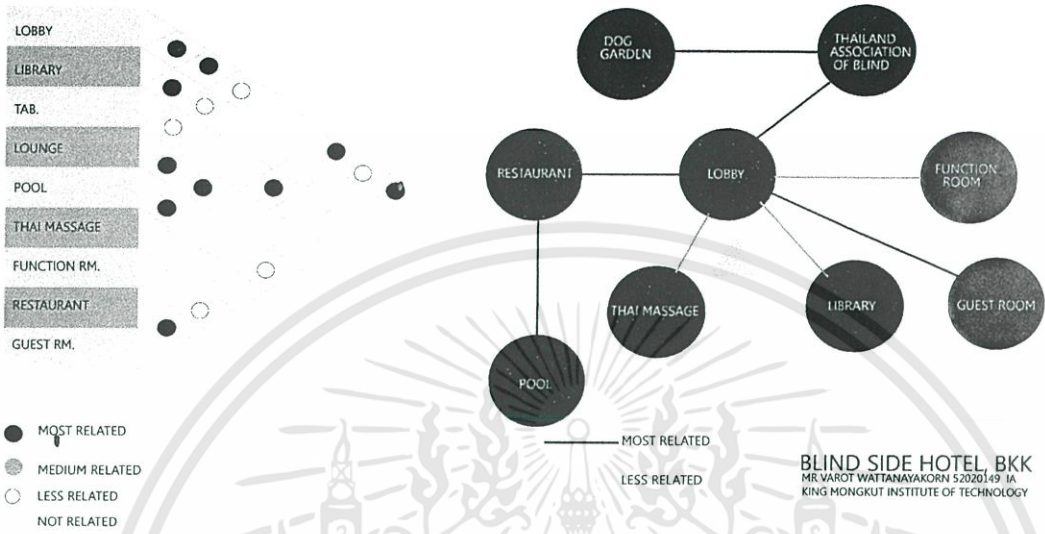 LOBBY
LIBRARY
TAB.
LOUNGE
POOL
THAI MASSAGE
FUNCTION RM.
RESTAURANT
GUEST RM.
MOST RELATED
MEDIUM RELATED
LESS RELATED
NOT RELATED
DOG
GARDEN
THAILAND
ASSOCIATION
OF BLIND
RESTAURANT
LOBBY
FUNCTION
ROOM
THAI MASSAGE
LIBRARY
GUEST ROOM
POOL
MOST RELATED
LESS RELATED
BLIND SIDE HOTEL, BKK
MR VAROT WATTANAYAKORN 52020149 IA
KING MONGKUT INSTITUTE OF TECHNOLOGY